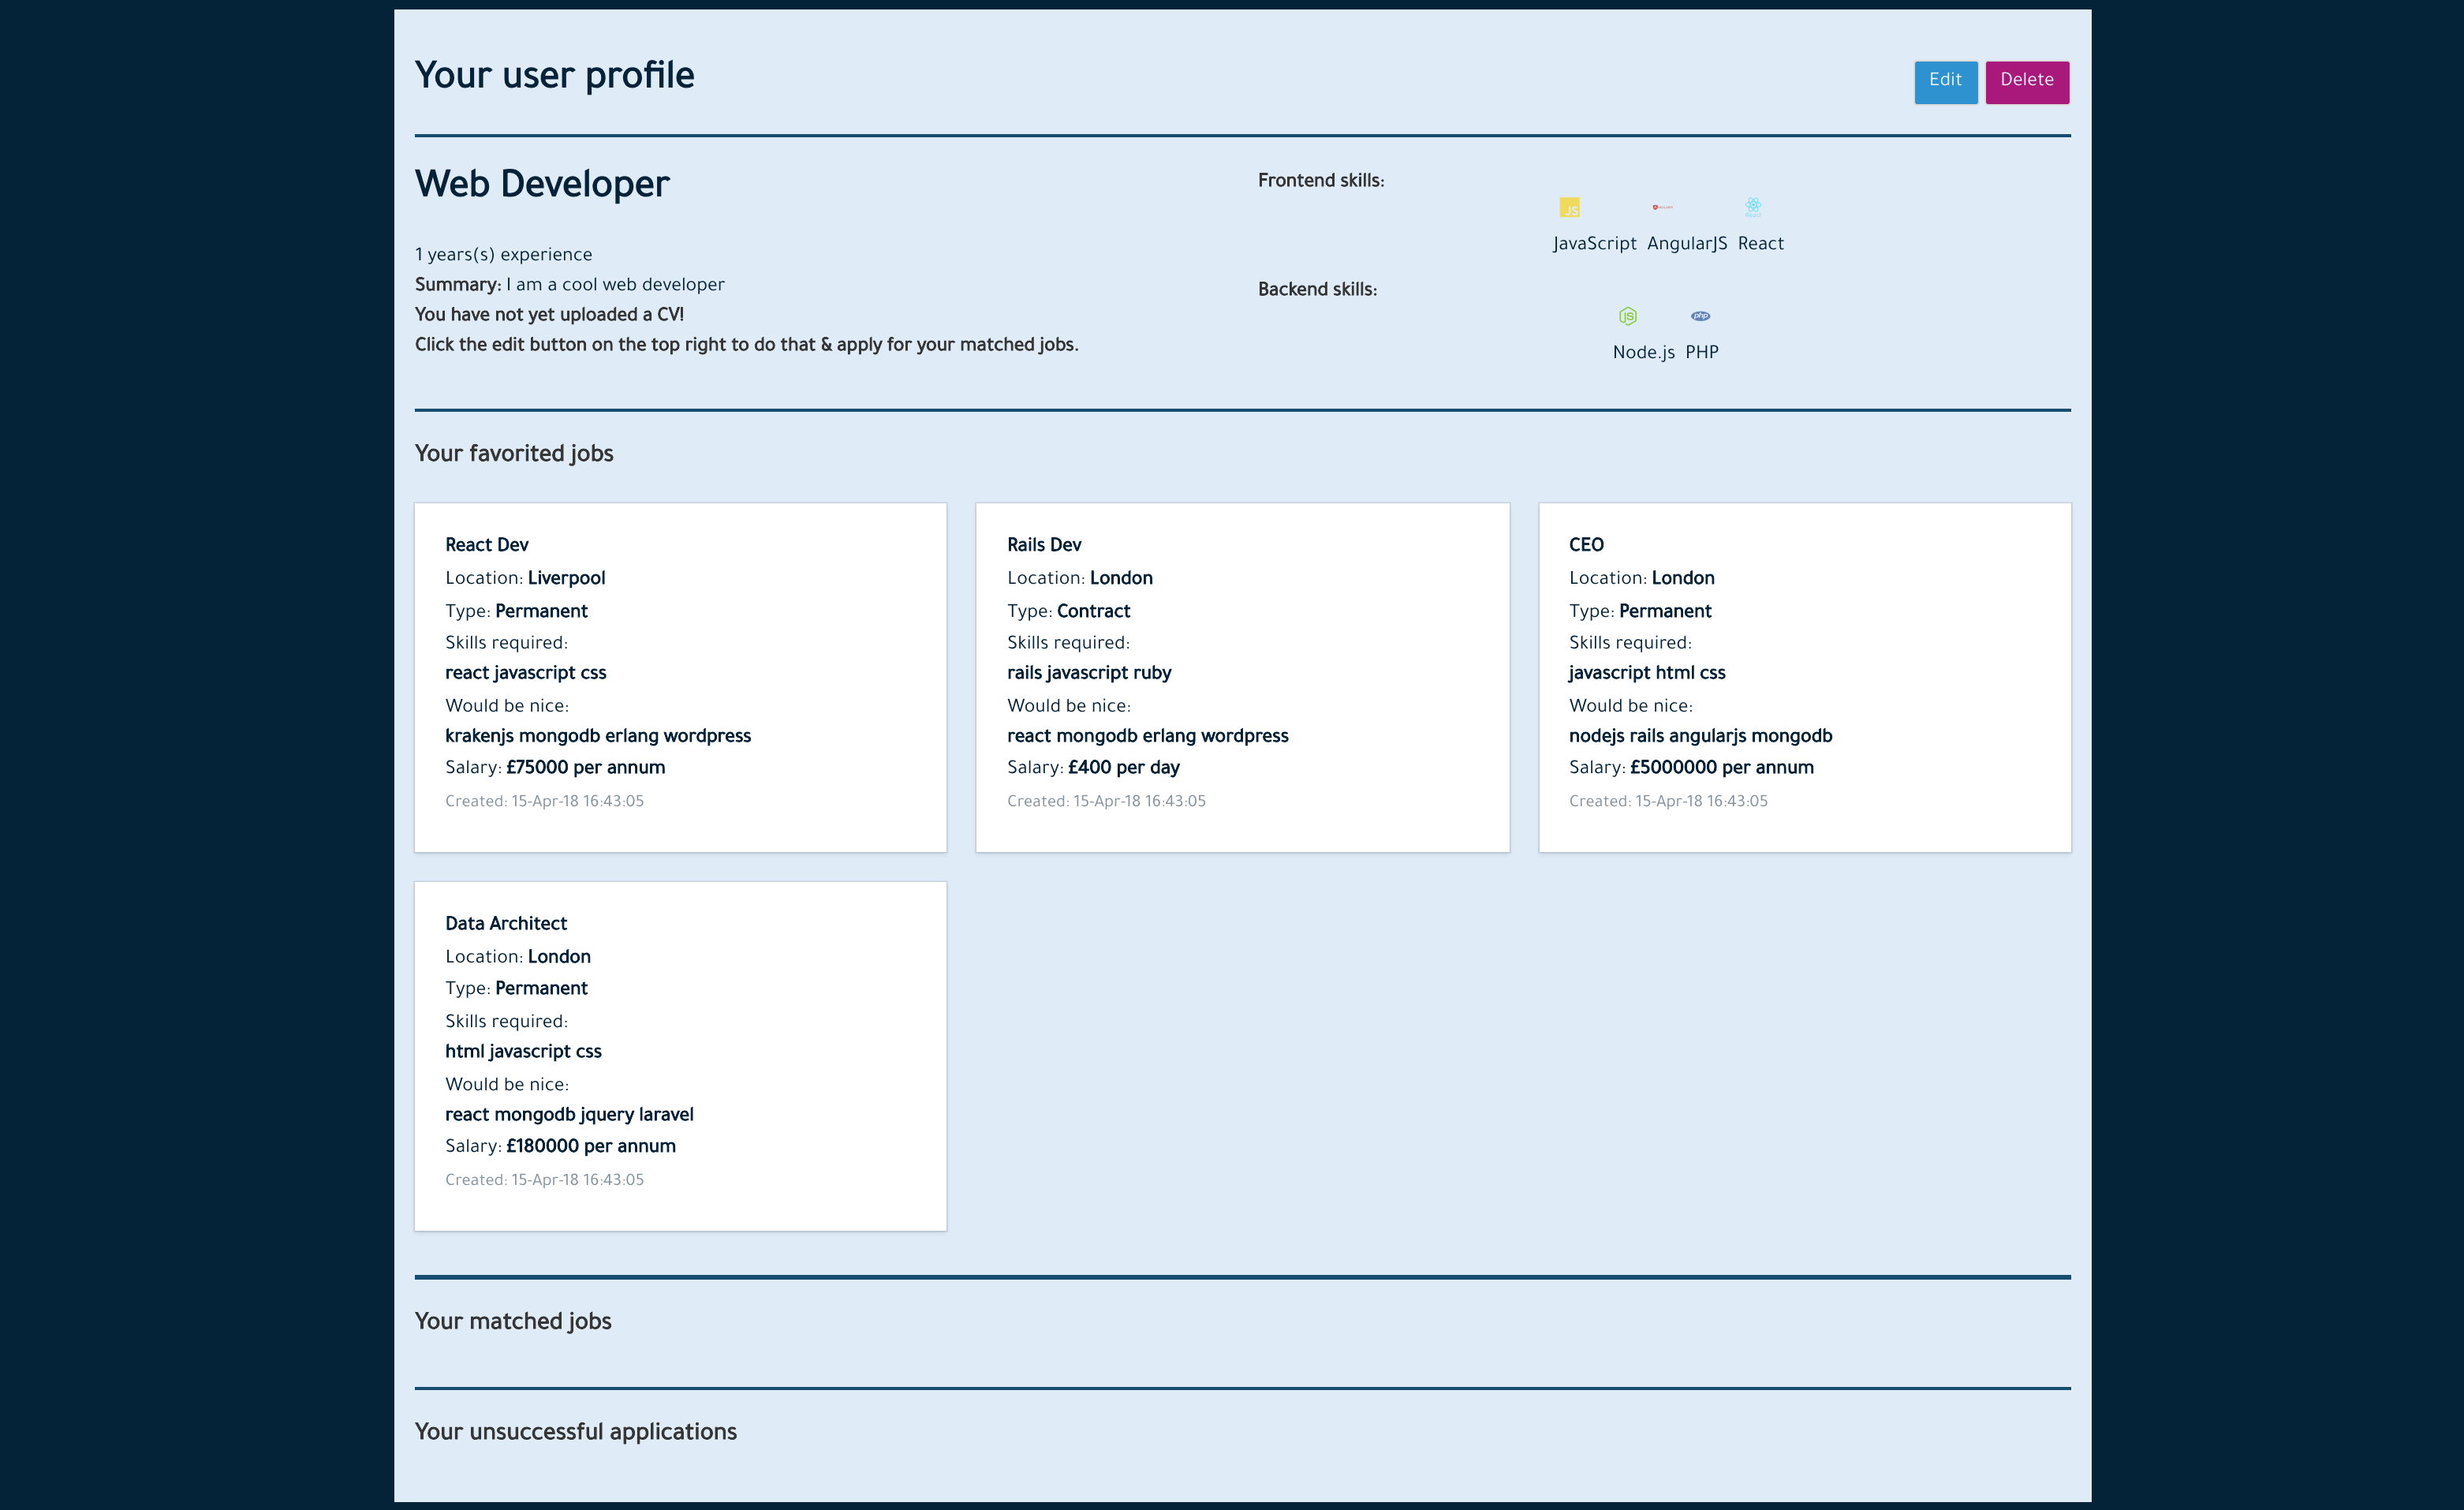 Your user profile
Edit
Delete
Web Developer
1 years(s) experience
Summary: I am a cool web developer
You have not yet uploaded a CV!
Click the edit button on the top right to do that & apply for your matched jobs.
Frontend skills:
JS
JavaScript AngularJS React
Backend skills:
JS
php
Node.js PHP
Your favorited jobs
React Dev
Location: Liverpool
Type: Permanent
Skills required:
react javascript css
Would be nice:
krakenjs mongodb erlang wordpress
Salary: £75000 per annum
Created: 15-Apr-18 16:43:05
Rails Dev
Location: London
Type: Contract
Skills required:
rails javascript ruby
Would be nice:
react mongodb erlang wordpress
Salary: £400 per day
Created: 15-Apr-18 16:43:05
CEO
Location: London
Type: Permanent
Skills required:
javascript html css
Would be nice:
nodejs rails angularjs mongodb
Salary: £5000000 per annum
Created: 15-Apr-18 16:43:05
Data Architect
Location: London
Type: Permanent
Skills required:
html javascript css
Would be nice:
react mongodb jquery laravel
Salary: £180000 per annum
Created: 15-Apr-18 16:43:05
Your matched jobs
Your unsuccessful applications